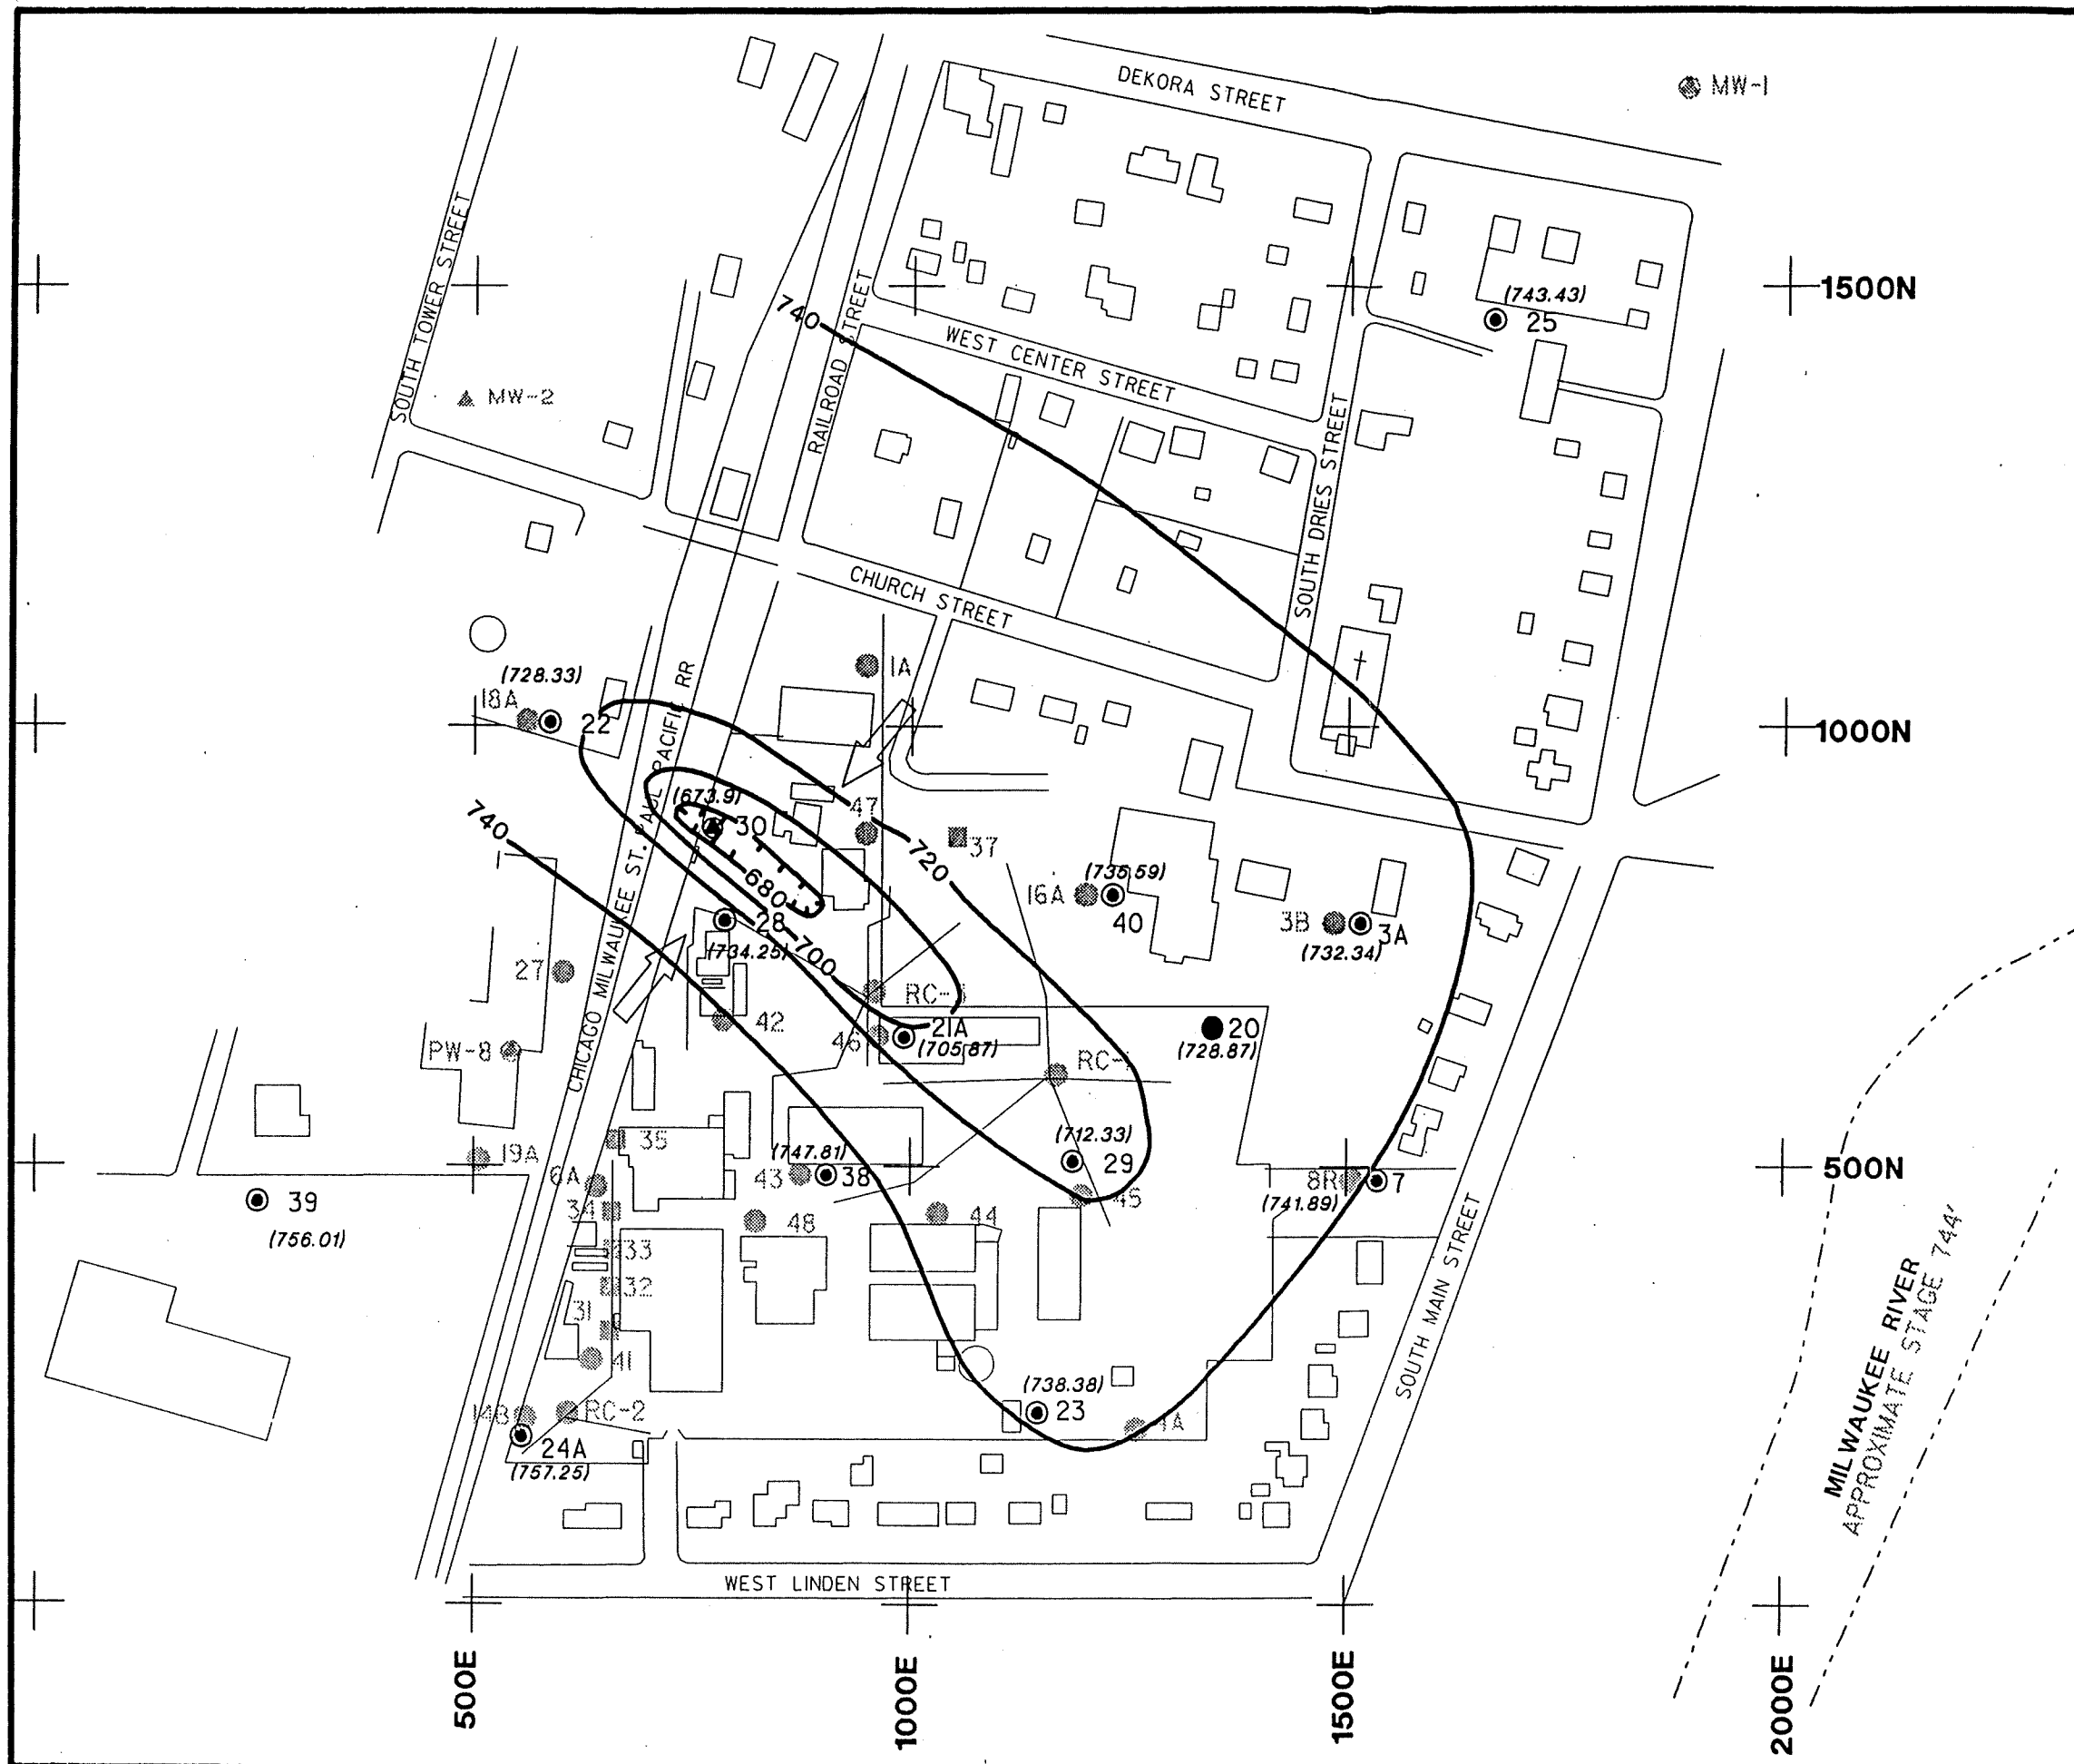 DEKORA STREET
MW-1
SOUTH TOWER STREET
1500N
(743.43)
25
740
RAILROAD STREET
WEST CENTER STREET
MW-2
SOUTH DRIES STREET
CHURCH STREET
1A
(728.33)
18A
22
1000N
CHICAGO MILWAUKEE ST. PAUL PACIFIC RR
(673.9)
30
47
740
720
37
680
(735.59)
16A
40
28
(734.25)
3B
3A
(732.34)
700
27
RC-3
42
21A
46
(705.87)
20
(728.87)
PW-8
RC-1
35
(712.33)
29
19A
(747.81)
43
38
500N
6A
8R
7
(741.89)
45
39
(756.01)
34
48
44
33
32
31
41
SOUTH MAIN STREET
MILWAUKEE RIVER
APPROXIMATE STAGE 744'
(738.38)
23
4A
14B
RC-2
24A
(757.25)
WEST LINDEN STREET
500E
1000E
1500E
2000E